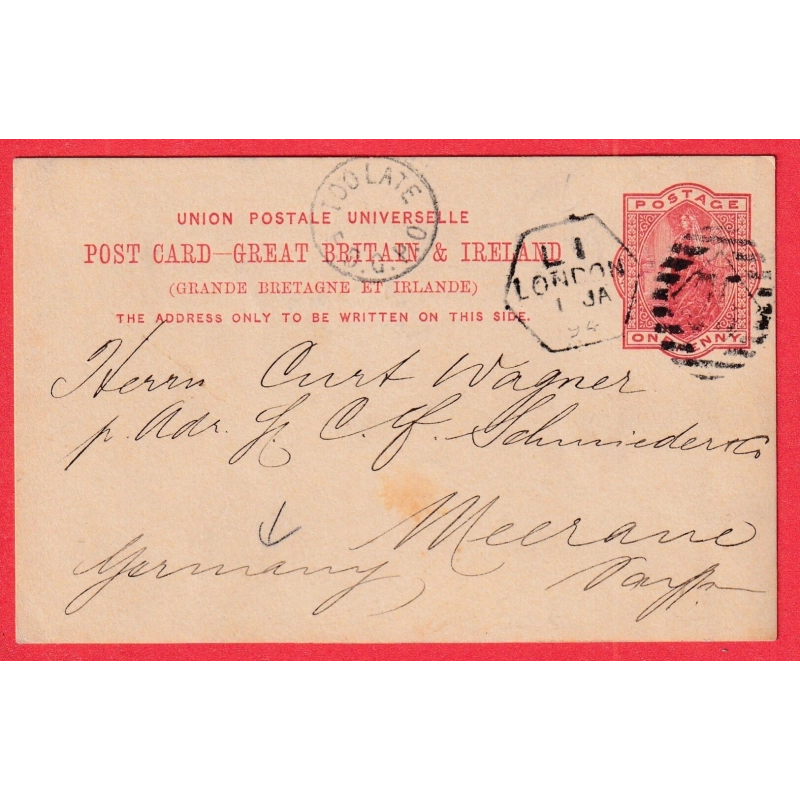 TOO LATE
G.P.O.
UNION POSTALE UNIVERSELLE
POST CARD—GREAT BRITAIN & IRELAND
(GRANDE BRETAGNE ET IRLANDE)
THE ADDRESS ONLY TO BE WRITTEN ON THIS SIDE.
L 1
LONDON
1 JA
94
POSTAGE
ONE PENNY
Herrn Curt Wagner
p. Adr. C. F. Schmieder & Co
Meerane
Germany